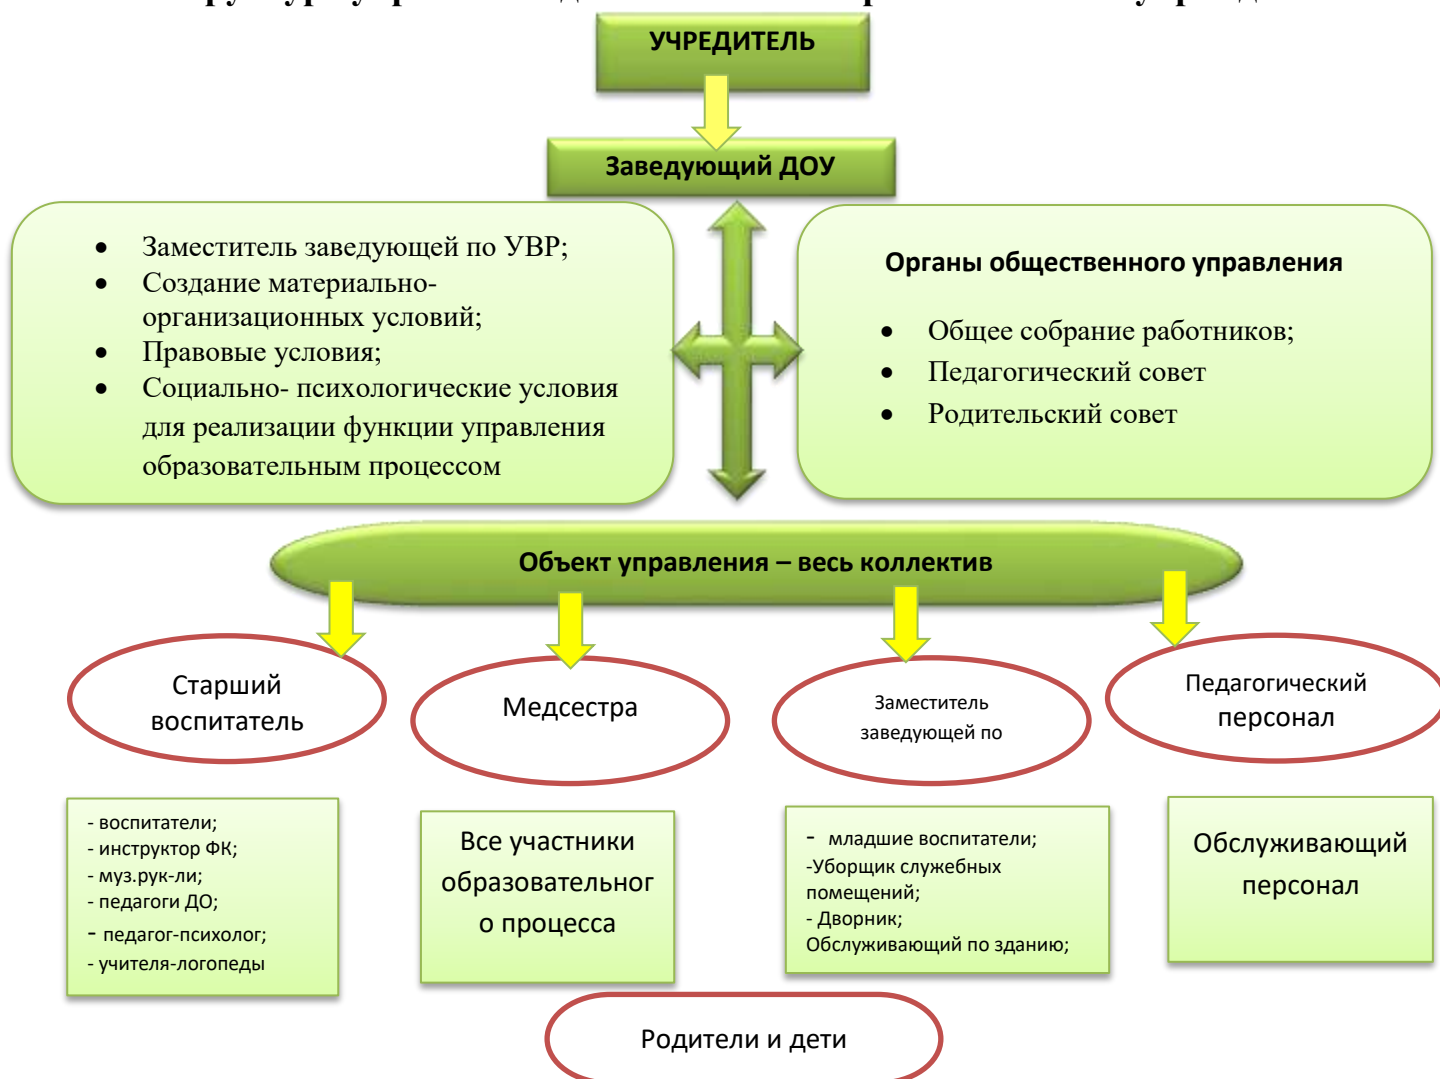 УЧРЕДИТЕЛЬ
Заведующий ДОУ
• Заместитель заведующей по УВР;
• Создание материально-
организационных условий;
• Правовые условия;
• Социально- психологические условия
для реализации функции управления
образовательным процессом
Органы общественного управления
• Общее собрание работников;
• Педагогический совет
• Родительский совет
Объект управления – весь коллектив
Старший
воспитатель
Медсестра
Заместитель
заведующей по
Педагогический
персонал
- воспитатели;
- инструктор ФК;
- муз.рук-ли;
- педагоги ДО;
- педагог-психолог;
- учителя-логопеды
Все участники
образовательног
о процесса
- младшие воспитатели;
-Уборщик служебных
помещений;
- Дворник;
Обслуживающий по зданию;
Обслуживающий
персонал
Родители и дети